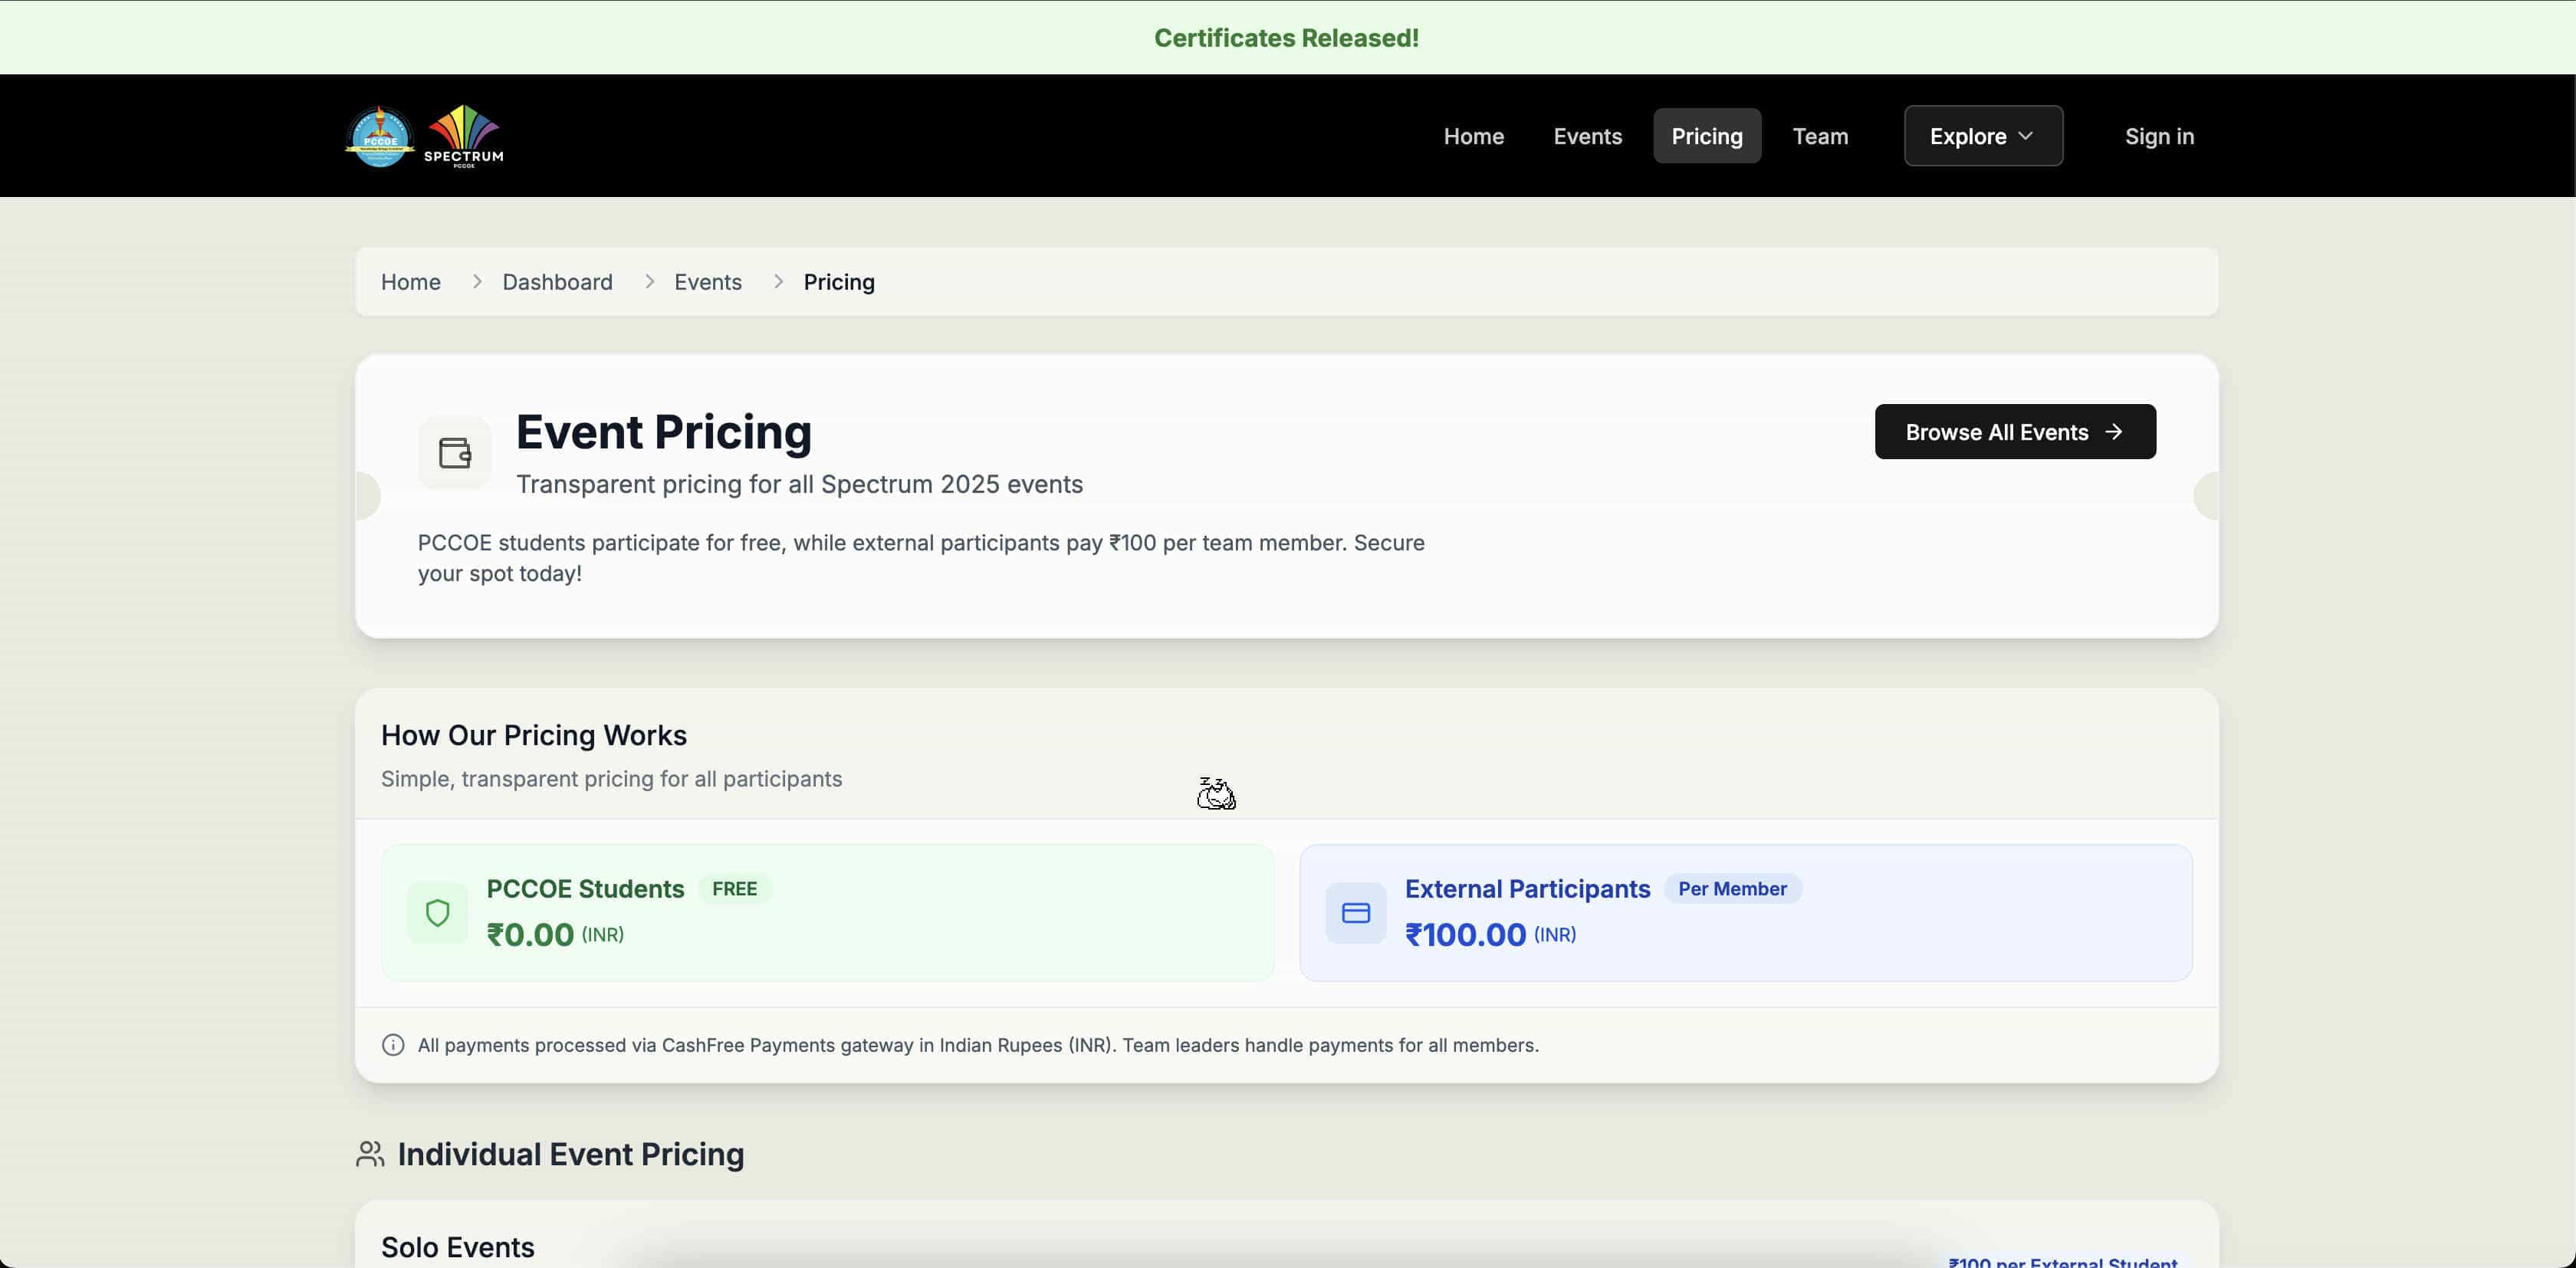 Certificates Released!
PCCOE
SPECTRUM
PCCOE
Home
Events
Pricing
Team
Explore
Sign in
Home
Dashboard
Events
Pricing
Event Pricing
Browse All Events
Transparent pricing for all Spectrum 2025 events
PCCOE students participate for free, while external participants pay ₹100 per team member. Secure
your spot today!
How Our Pricing Works
Simple, transparent pricing for all participants
PCCOE Students
FREE
₹0.00 (INR)
External Participants
Per Member
₹100.00 (INR)
All payments processed via CashFree Payments gateway in Indian Rupees (INR). Team leaders handle payments for all members.
Individual Event Pricing
Solo Events
₹100 per External Student